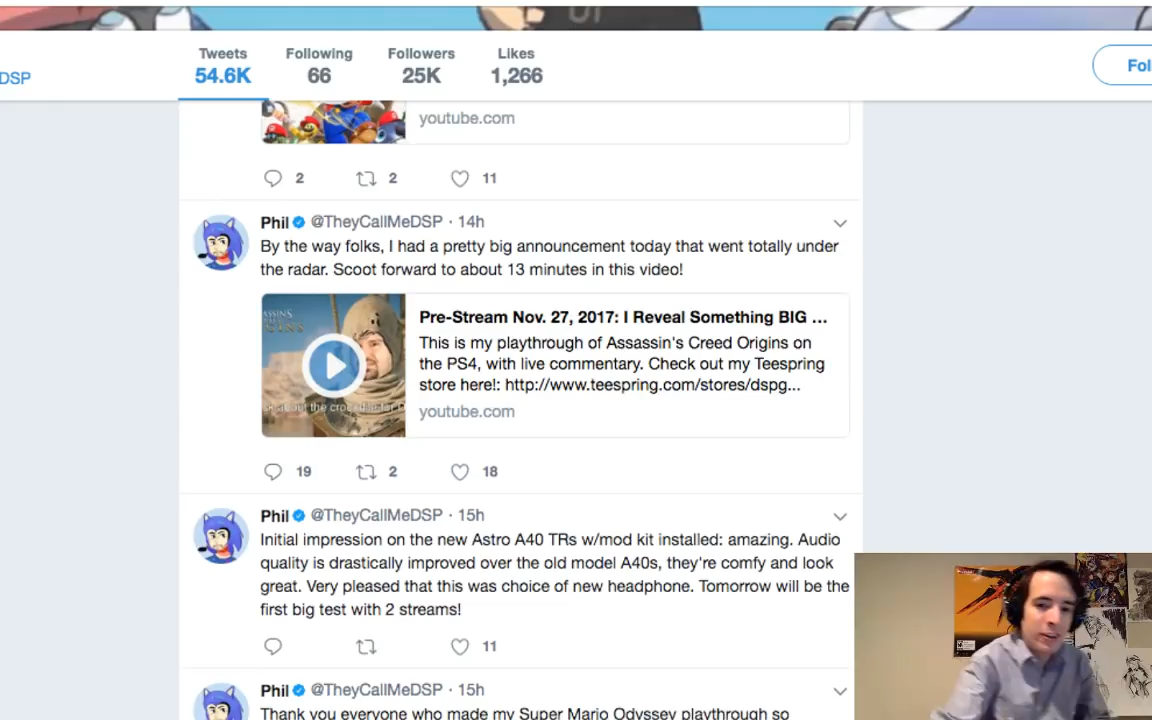 Tweets Following Followers Likes
DSP 54.6K 66 25K 1,266
youtube.com
2 2 11
Phil @TheyCallMeDSP · 14h
By the way folks, I had a pretty big announcement today that went totally under
the radar. Scoot forward to about 13 minutes in this video!
Pre-Stream Nov. 27, 2017: I Reveal Something BIG ...
This is my playthrough of Assassin's Creed Origins on
the PS4, with live commentary. Check out my Teespring
store here!: http://www.teespring.com/stores/dspg...
youtube.com
19 2 18
Phil @TheyCallMeDSP · 15h
Initial impression on the new Astro A40 TRs w/mod kit installed: amazing. Audio
quality is drastically improved over the old model A40s, they're comfy and look
great. Very pleased that this was choice of new headphone. Tomorrow will be the
first big test with 2 streams!
11
Phil @TheyCallMeDSP · 15h
Thank you everyone who made my Super Mario Odyssey playthrough so